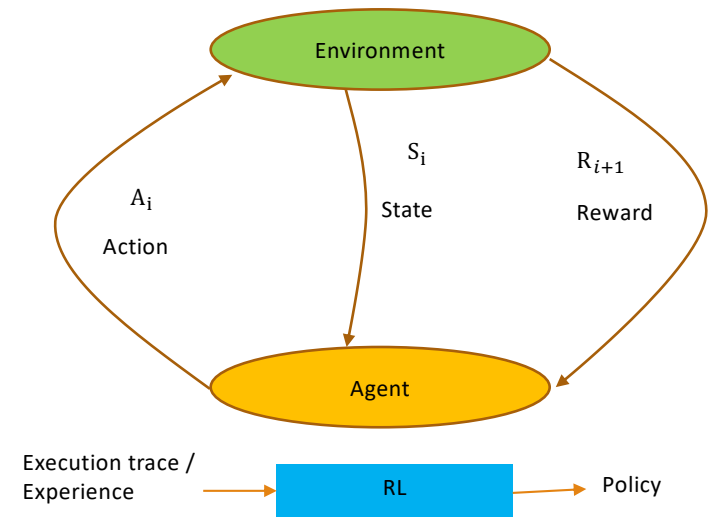 Environment
S_i
R_{i+1}
A_i
State
Reward
Action
Agent
Execution trace /
Experience
RL
Policy